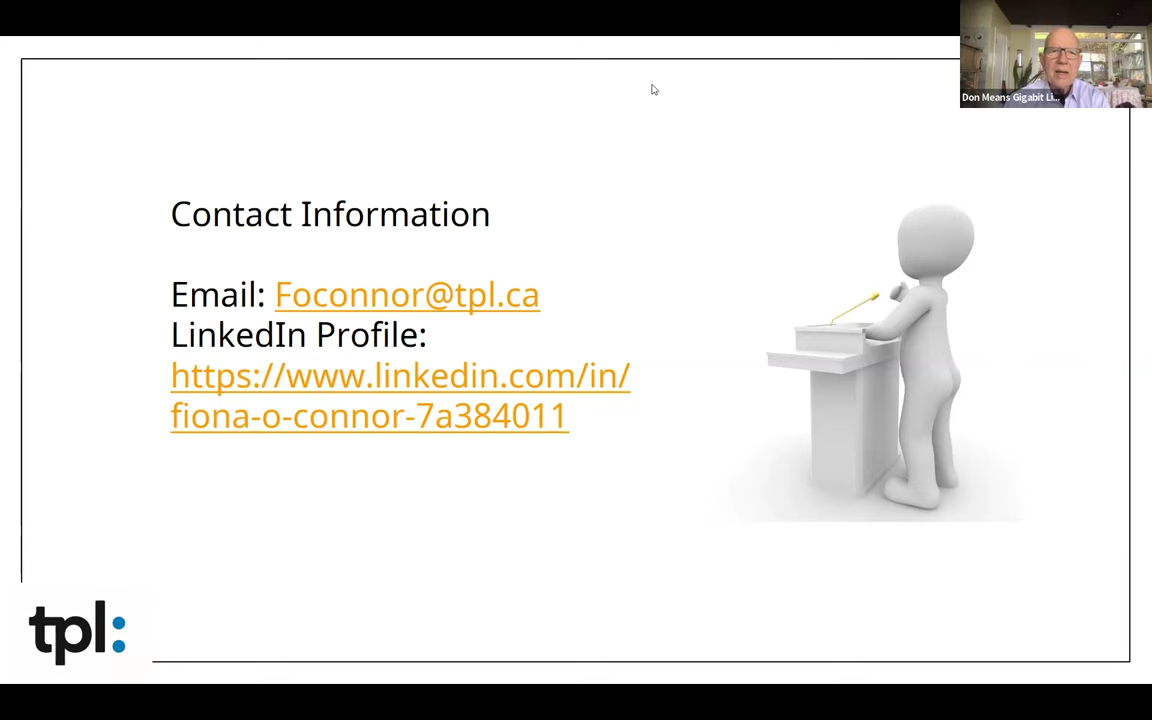 Don Means Gigabit Li...
Contact Information
Email: Foconnor@tpl.ca
LinkedIn Profile:
https://www.linkedin.com/in/
fiona-o-connor-7a384011
tpl: